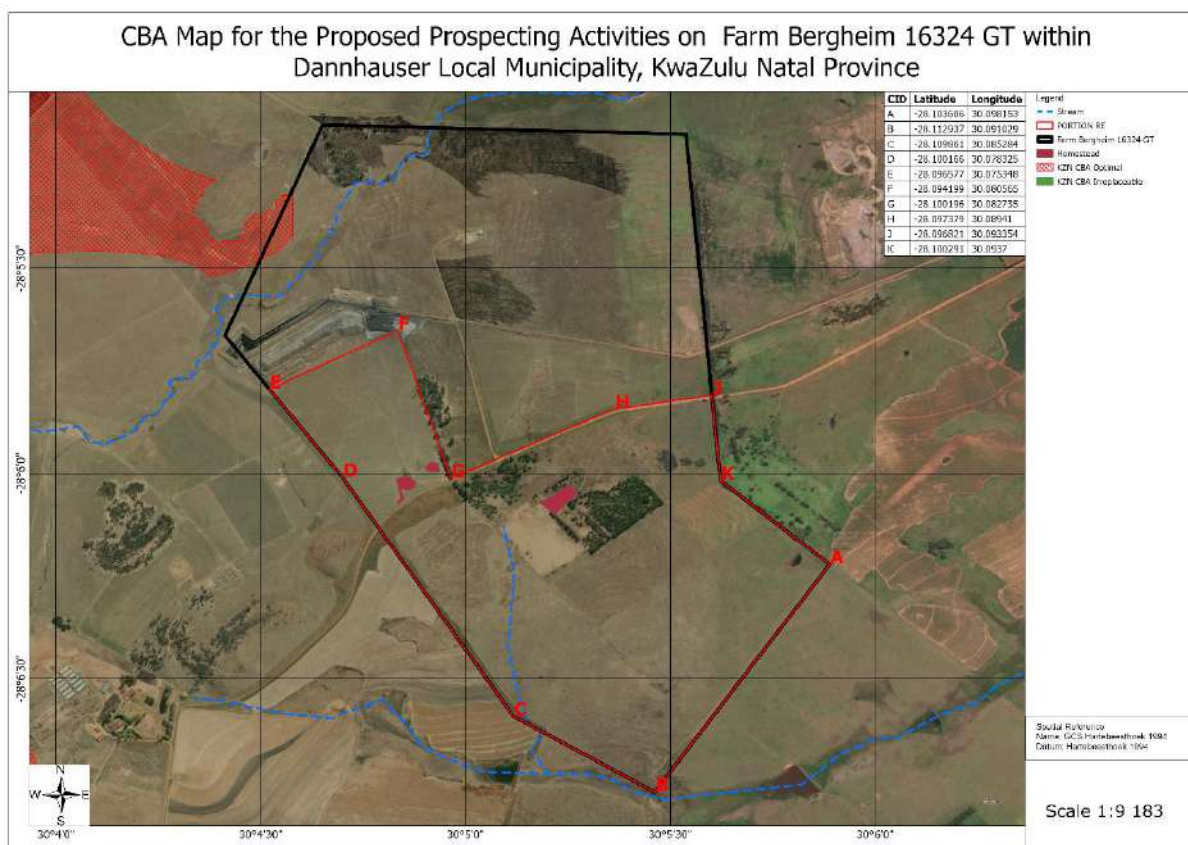 CBA Map for the Proposed Prospecting Activities on Farm Bergheim 16324 GT within
Dannhauser Local Municipality, KwaZulu Natal Province
CID Latitude Longitude
A -28.103686 30.098153
B -28.112937 30.091029
C -28.109861 30.085284
D -28.100166 30.078325
E -28.096577 30.075348
F -28.094199 30.080565
G -28.100196 30.082735
H -28.097379 30.08941
J -28.096821 30.093354
K -28.100293 30.0937
Legend
Stream
PORTION RE
Farm Bergheim 16324 GT
Homestead
KZN CBA Optimal
KZN CBA Irreplaceable
-28°5'30"
-28°6'0"
-28°6'30"
F
E
J
H
D
G
K
A
C
B
N
W E
S
30°4'0"
30°4'30"
30°5'0"
30°5'30"
30°6'0"
Spatial Reference
Name: GCS Hartebeesthoek 1994
Datum: Hartebeesthoek 1994
Scale 1:9 183